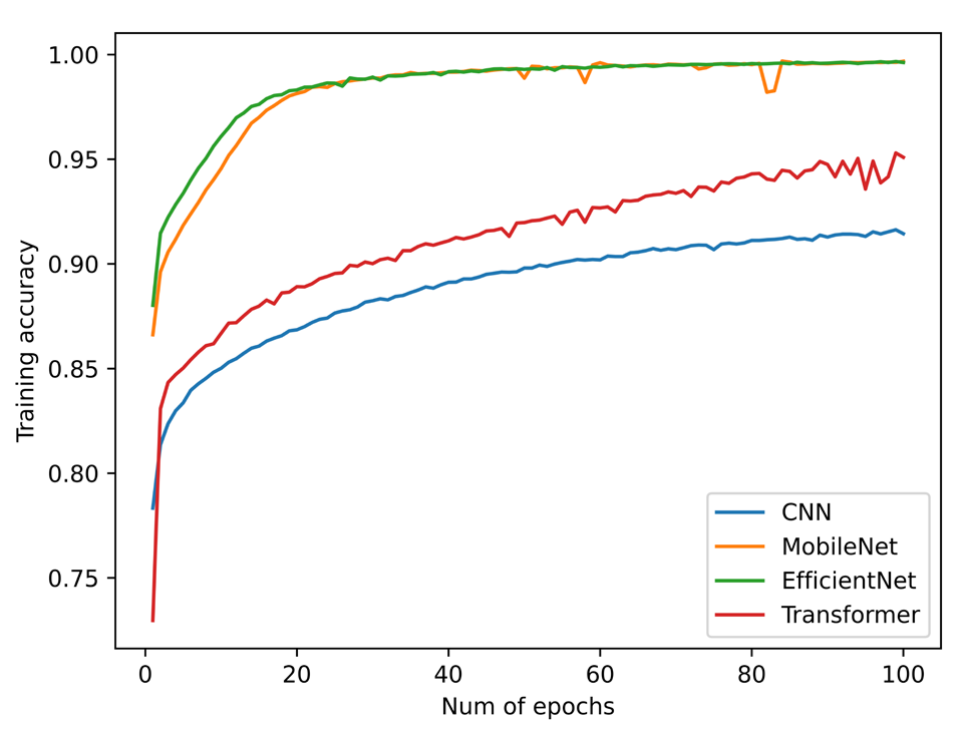 1.00
0.95
0.90
0.85
0.80
0.75
Training accuracy
CNN
MobileNet
EfficientNet
Transformer
0 20 40 60 80 100
Num of epochs